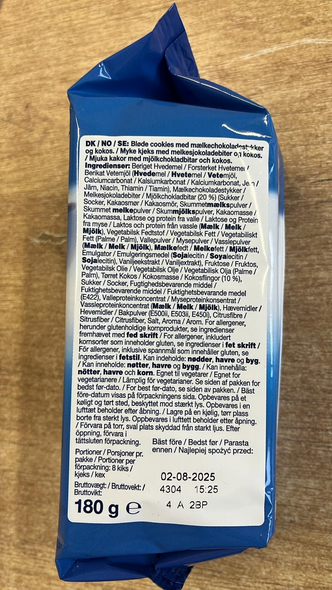 DK / NO / SE: Bløde cookies med mælkechokoladestykker
og kokos. / Myke kjeks med melkesjokoladebiter og kokos.
/ Mjuka kakor med mjölkchokladbitar och kokos.
Ingredienser: Beriget Hvedemel / Forsterket Hvetemel /
Berikat Vetemjöl (Hvedemel / Hvetemel / Vetemjöl,
Calciumcarbonat / Kalsiumkarbonat / Kalciumkarbonat, Jern /
Järn, Niacin, Thiamin / Tiamin), Mælkechokoladestykker /
Melkesjokoladebiter / Mjölkchokladbitar (20 %) (Sukker /
Socker, Kakaosmør / Kakaosmör, Skummetmælkspulver /
Skummet melkepulver / Skummjölkspulver, Kakaomasse /
Kakaomassa, Laktose og protein fra valle / Laktose og Protein
fra myse / Laktos och protein från vassle (Mælk / Melk /
Mjölk), Vegetabilsk Fedtstof / Vegetabilsk Fett / Vegetabiliskt
Fett (Palme / Palm), Vallepulver / Mysepulver / Vasslepulver
(Mælk / Melk / Mjölk), Mælkefedt / Melkefett / Mjölkfett,
Emulgator / Emulgeringsmedel (Sojalecitin / Soyalecitin /
Sojalecitin), Vaniljeekstrakt / Vaniljextrakt), Fruktose / Fruktos,
Vegetabilsk Olie / Vegetabilsk Olje / Vegetabilisk Olja (Palme /
Palm), Tørret Kokos / Kokosmasse / Kokosflingor (10 %),
Sukker / Socker, Fugtighedsbevarende middel /
Fuktighetsbevarende middel / Fuktighetsbevarande medel
(E422), Valleproteinkoncentrat / Myseproteinkonsentrat /
Vassleproteinkoncentrat (Mælk / Melk / Mjölk), Havremidler /
Hevemidler / Bakpulver (E500ii, E503ii, E450i), Citrusfibre /
Sitrusfiber / Citrusfiber, Salt, Aroma / Arom. For allergener,
herunder glutenholdige kornprodukter, se ingredienser
fremhævet med fed skrift / For allergener, inkludert
kornsorter som inneholder gluten, se ingredienser i fet skrift /
För allergener, inklusive spannmål som innehåller gluten, se
ingredienser i fetstil. Kan indeholde: nødder, havre og byg.
/ Kan inneholde: nøtter, havre og bygg. / Kan innehålla:
nötter, havre och korn. Egnet til vegetarer / Egnet for
vegetarianere / Lämplig för vegetarianer. Se siden af pakken for
bedst før-dato. / For best før-dato, se siden av pakken. / Bäst
före-datum visas på förpackningens sida. Opbevares på et
køligt og tørt sted, beskyttet mod stærkt lys. Opbevares i en
lufttæt beholder efter åbning. / Lagre på en kjølig, tørr plass
borte fra sterkt lys. Oppbevares i lufttett beholder etter åpning.
/ Förvara på torr, sval plats skyddad från starkt ljus. Efter
öppning, förvara i
tättsluten förpackning.
Bäst före / Bedst før / Parasta
ennen / Najlepiej spożyć przed:
Portioner / Porsjoner pr.
pakke / Portioner per
förpackning: 8 kiks /
kjeks / kex
02-08-2025
4304 15:25
4 A 2BP
Bruttovægt: / Bruttovekt: /
Bruttovikt:
180 g e